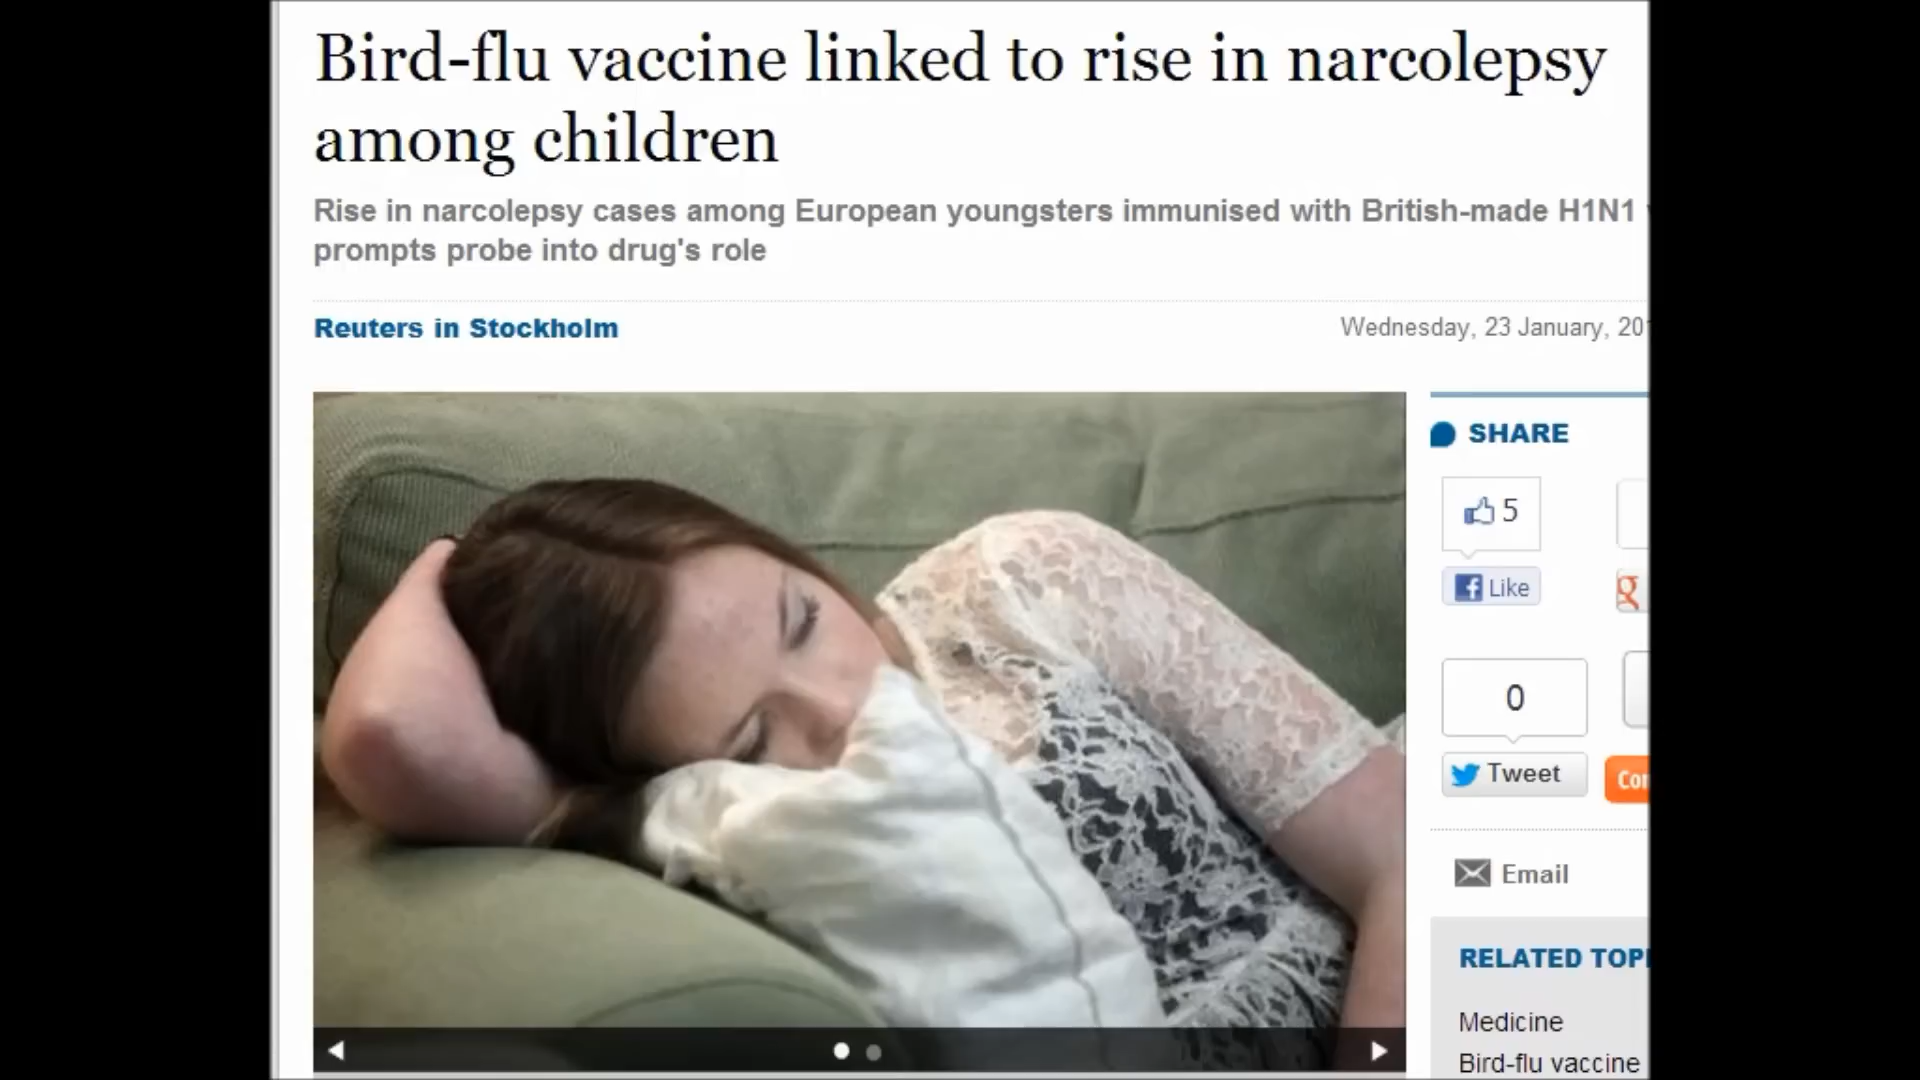 Bird-flu vaccine linked to rise in narcolepsy
among children
Rise in narcolepsy cases among European youngsters immunised with British-made H1N1
prompts probe into drug's role
Reuters in Stockholm
Wednesday, 23 January, 20
SHARE
5
Like
g
0
Tweet
Email
RELATED
Medicine
Bird-flu vaccine